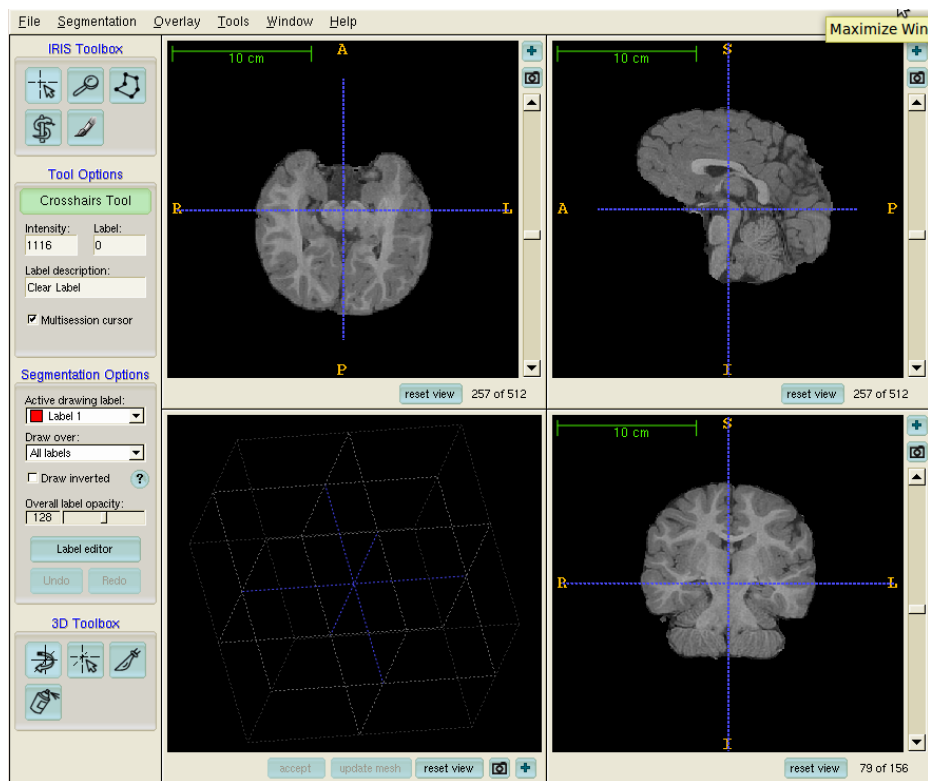 File Segmentation Overlay Tools Window Help
Maximize Win
IRIS Toolbox
Tool Options
Crosshairs Tool
Intensity: Label:
1116 0
Label description:
Clear Label
Multisession cursor
Segmentation Options
Active drawing label:
Label 1
Draw over:
All labels
Draw inverted ?
Overall label opacity:
128
Label editor
Undo Redo
3D Toolbox
10 cm
A
R
L
P
reset view 257 of 512
10 cm
S
A
P
I
reset view 257 of 512
accept update mesh reset view
10 cm
S
R
L
I
reset view 79 of 156